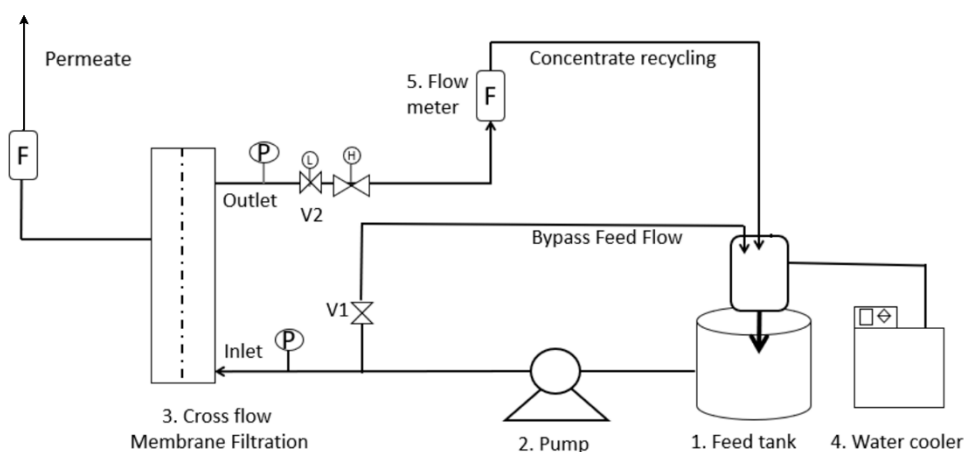 Permeate
Concentrate recycling
5. Flow
meter
F
F
P
L
H
Outlet
V2
Bypass Feed Flow
V1
Inlet
P
3. Cross flow
Membrane Filtration
2. Pump
1. Feed tank
4. Water cooler